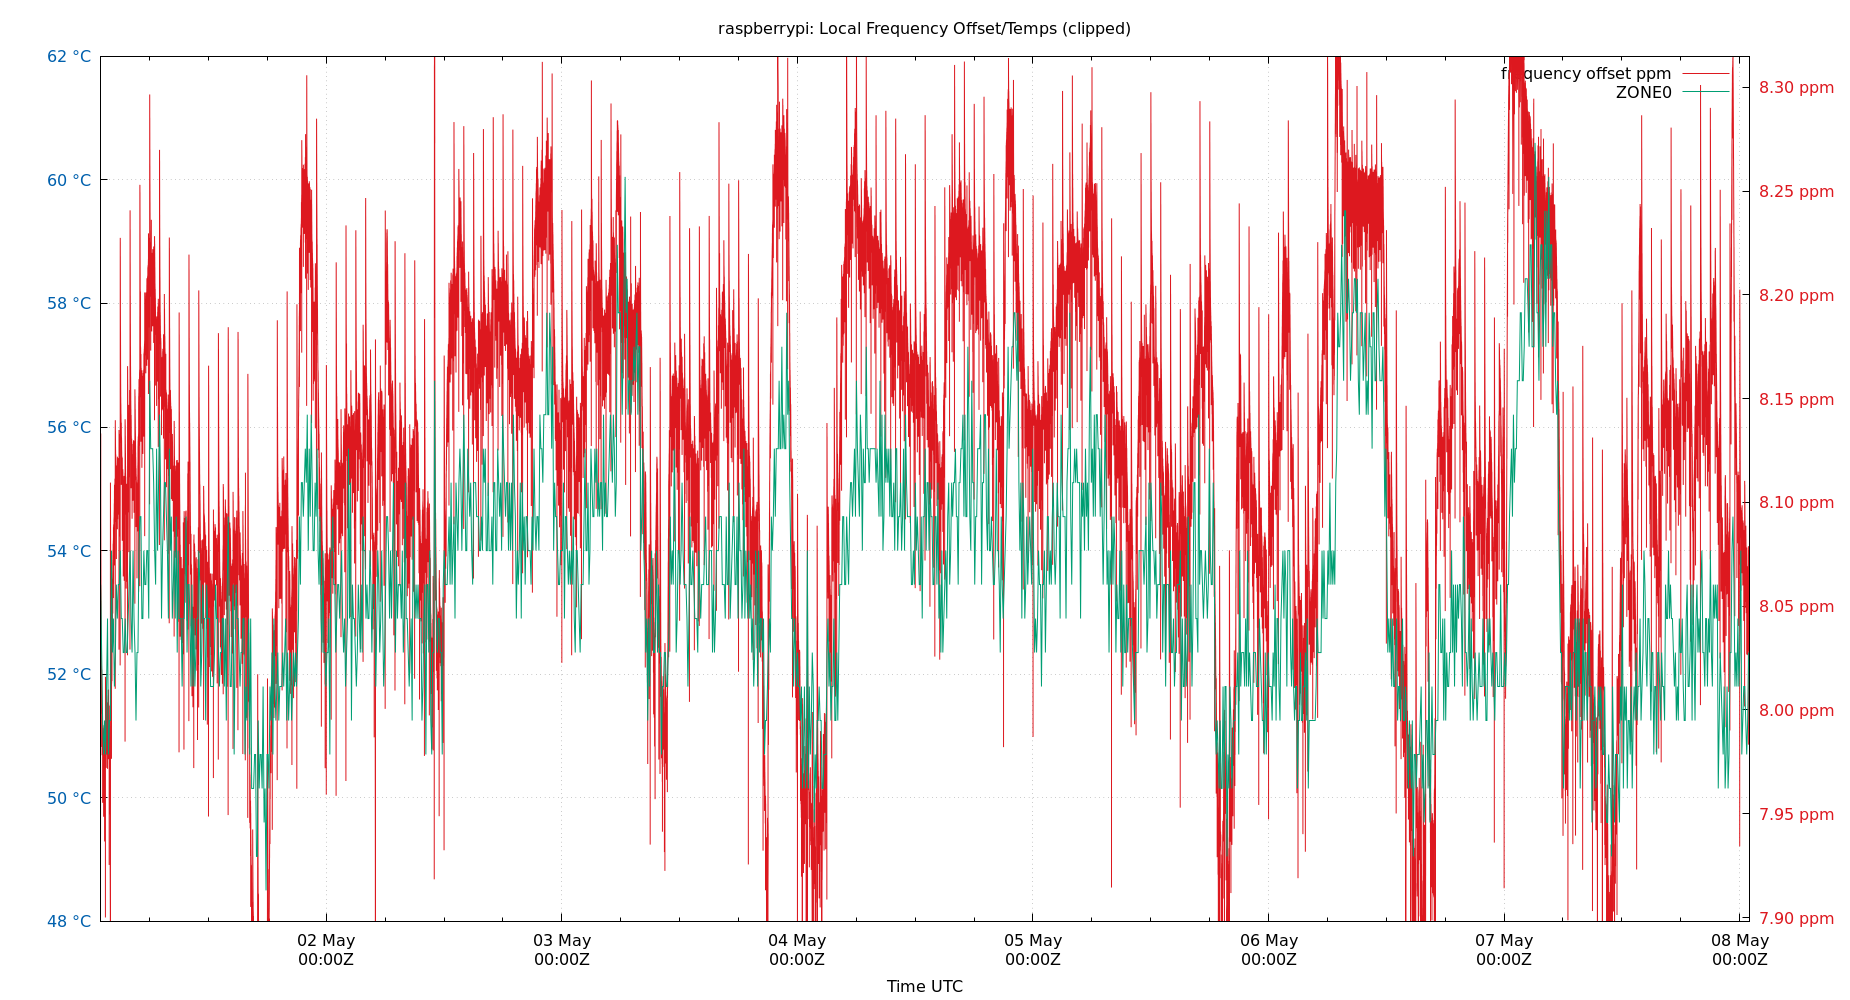 raspberrypi: Local Frequency Offset/Temps (clipped)
62 °C
60 °C
58 °C
56 °C
54 °C
52 °C
50 °C
48 °C
frequency offset ppm
ZONE0
8.30 ppm
8.25 ppm
8.20 ppm
8.15 ppm
8.10 ppm
8.05 ppm
8.00 ppm
7.95 ppm
7.90 ppm
02 May
00:00Z
03 May
00:00Z
04 May
00:00Z
05 May
00:00Z
06 May
00:00Z
07 May
00:00Z
08 May
00:00Z
Time UTC